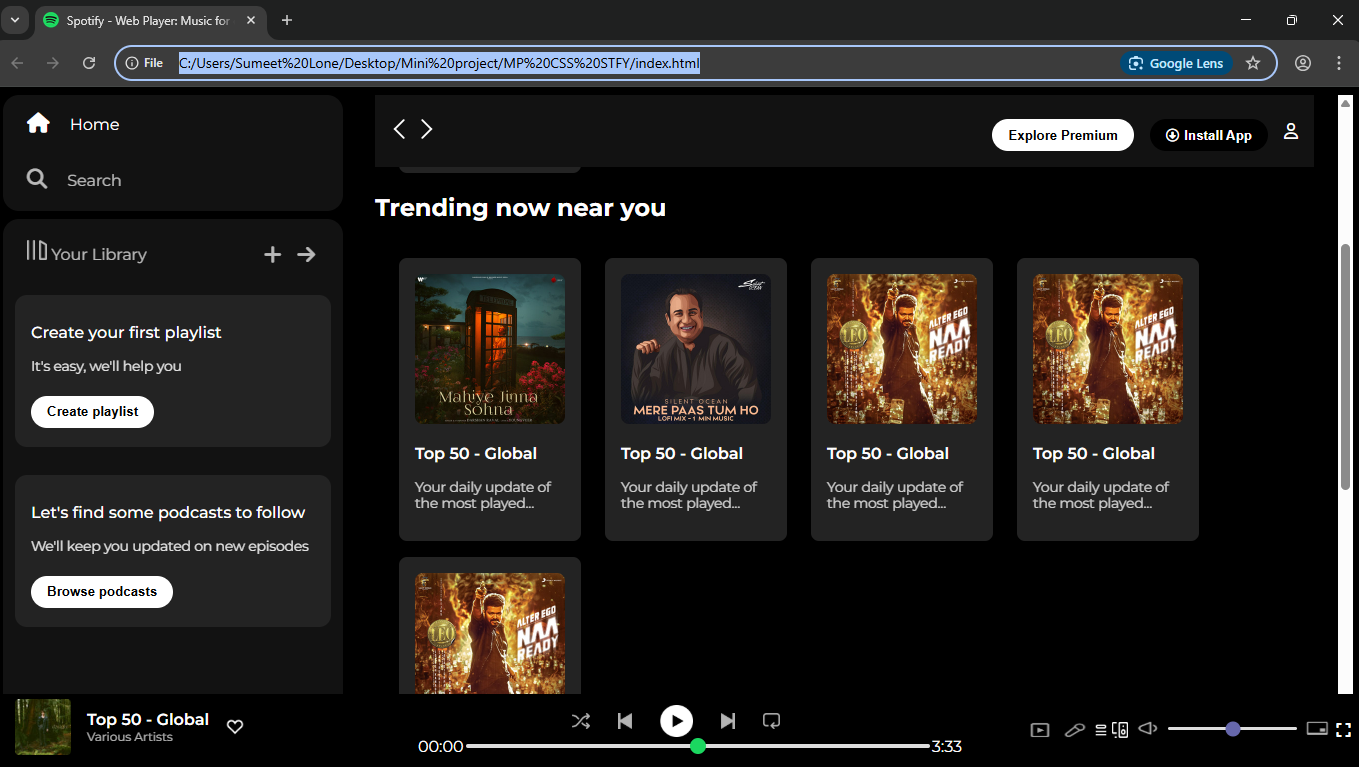 Spotify - Web Player: Music for
File
C:/Users/Sumeet%20Lone/Desktop/Mini%20project/MP%20CSS%20STFY/index.html
Google Lens
Home
Search
Your Library
Create your first playlist
It's easy, we'll help you
Create playlist
Let's find some podcasts to follow
We'll keep you updated on new episodes
Browse podcasts
Explore Premium
Install App
Trending now near you
Mahiye Jinna
Sohna
Top 50 - Global
Your daily update of
the most played...
SILENT OCEAN
MERE PAAS TUM HO
LOFI MIX - 1 MIN MUSIC
Top 50 - Global
Your daily update of
the most played...
LEO
ALTER EGO
NAA
READY
Top 50 - Global
Your daily update of
the most played...
LEO
ALTER EGO
NAA
READY
Top 50 - Global
Your daily update of
the most played...
LEO
ALTER EGO
NAA
READY
Top 50 - Global
Various Artists
00:00
3:33